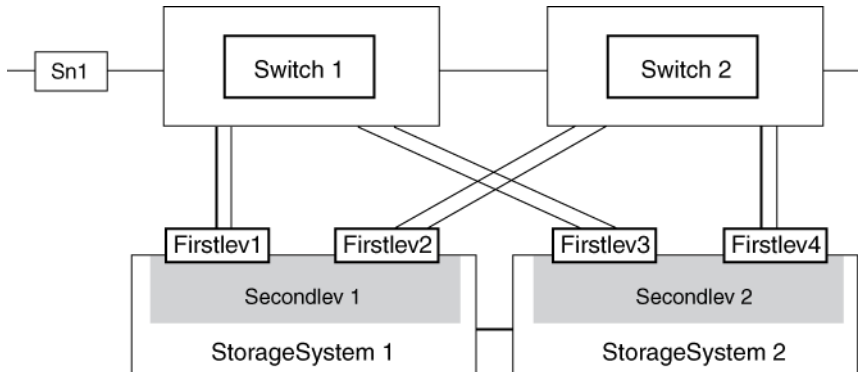 Sn1
Switch 1
Switch 2
Firstlev1
Firstlev2
Firstlev3
Firstlev4
Secondlev 1
Secondlev 2
StorageSystem 1
StorageSystem 2